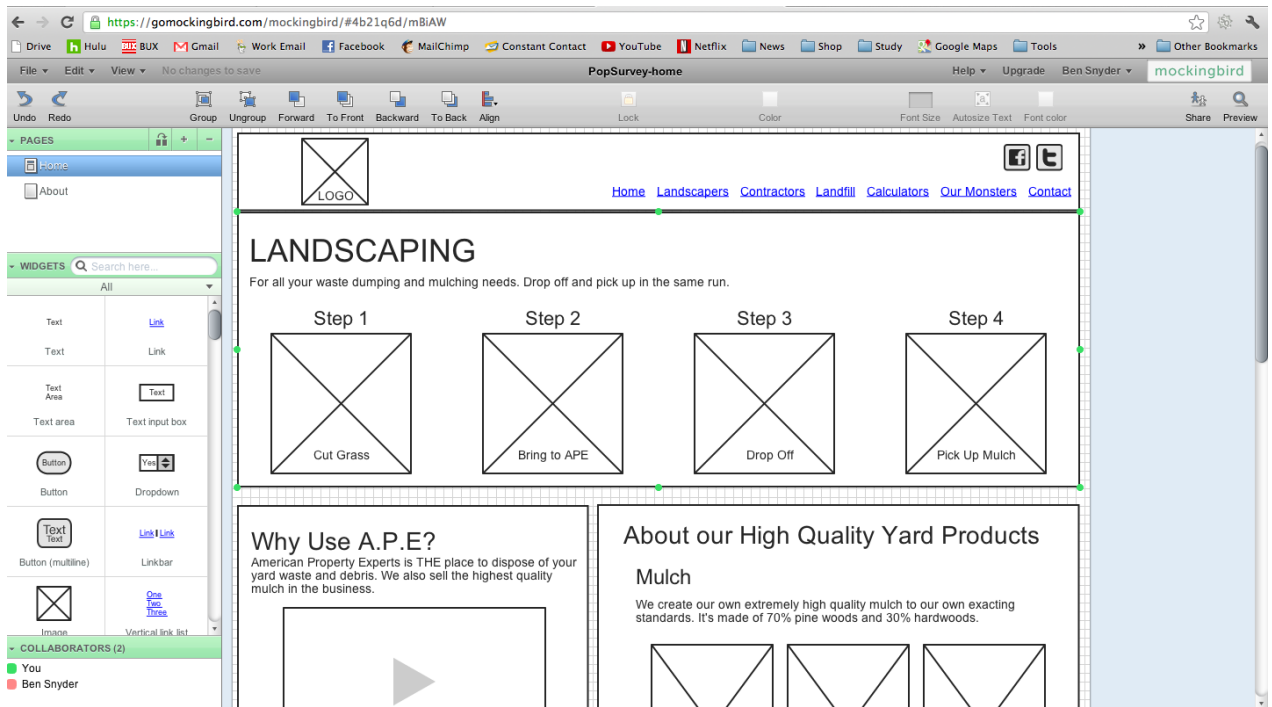 https://gomockingbird.com/mockingbird/#4b21q6d/mBiAW
Drive Hulu BUX Gmail Work Email Facebook MailChimp Constant Contact YouTube Netflix News Shop Study Google Maps Tools » Other Bookmarks
File Edit View No changes to save PopSurvey-home Help Upgrade Ben Snyder mockingbird
Undo Redo Group Ungroup Forward To Front Backward To Back Align Lock Color Font Size Autosize Text Font color Share Preview
PAGES
Home
About
WIDGETS Search here...
All
Text Link
Text Link
Text Area Text
Text area Text input box
Button Yes
Button Dropdown
Text Text Link Link
Button (multiline) Linkbar
One
Two
Three
Image Vertical link list
COLLABORATORS (2)
You
Ben Snyder
LOGO
Home Landscapers Contractors Landfill Calculators Our Monsters Contact
LANDSCAPING
For all your waste dumping and mulching needs. Drop off and pick up in the same run.
Step 1 Step 2 Step 3 Step 4
Cut Grass Bring to APE Drop Off Pick Up Mulch
Why Use A.P.E?
American Property Experts is THE place to dispose of your
yard waste and debris. We also sell the highest quality
mulch in the business.
About our High Quality Yard Products
Mulch
We create our own extremely high quality mulch to our own exacting
standards. It's made of 70% pine woods and 30% hardwoods.